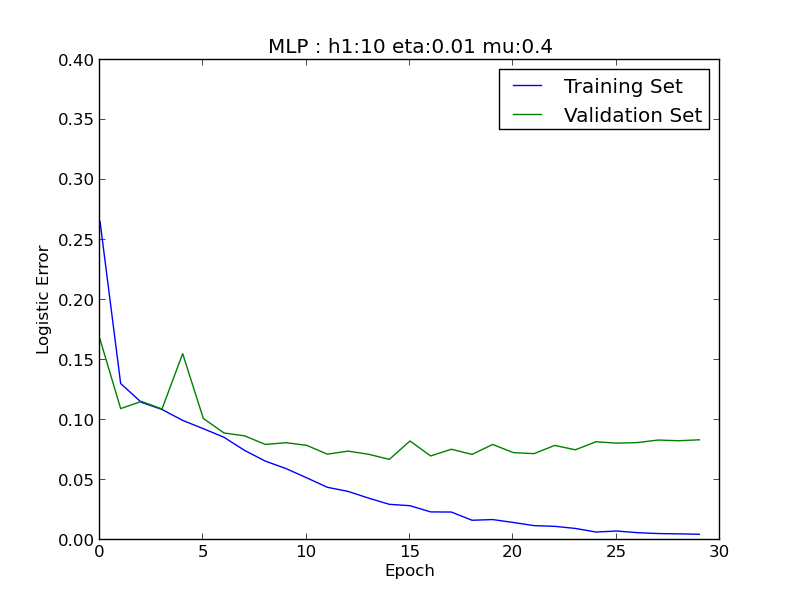 MLP : h1:10 eta:0.01 mu:0.4
Training Set
Validation Set
0.40
0.35
0.30
0.25
0.20
0.15
0.10
0.05
0.00
Logistic Error
0 5 10 15 20 25 30
Epoch